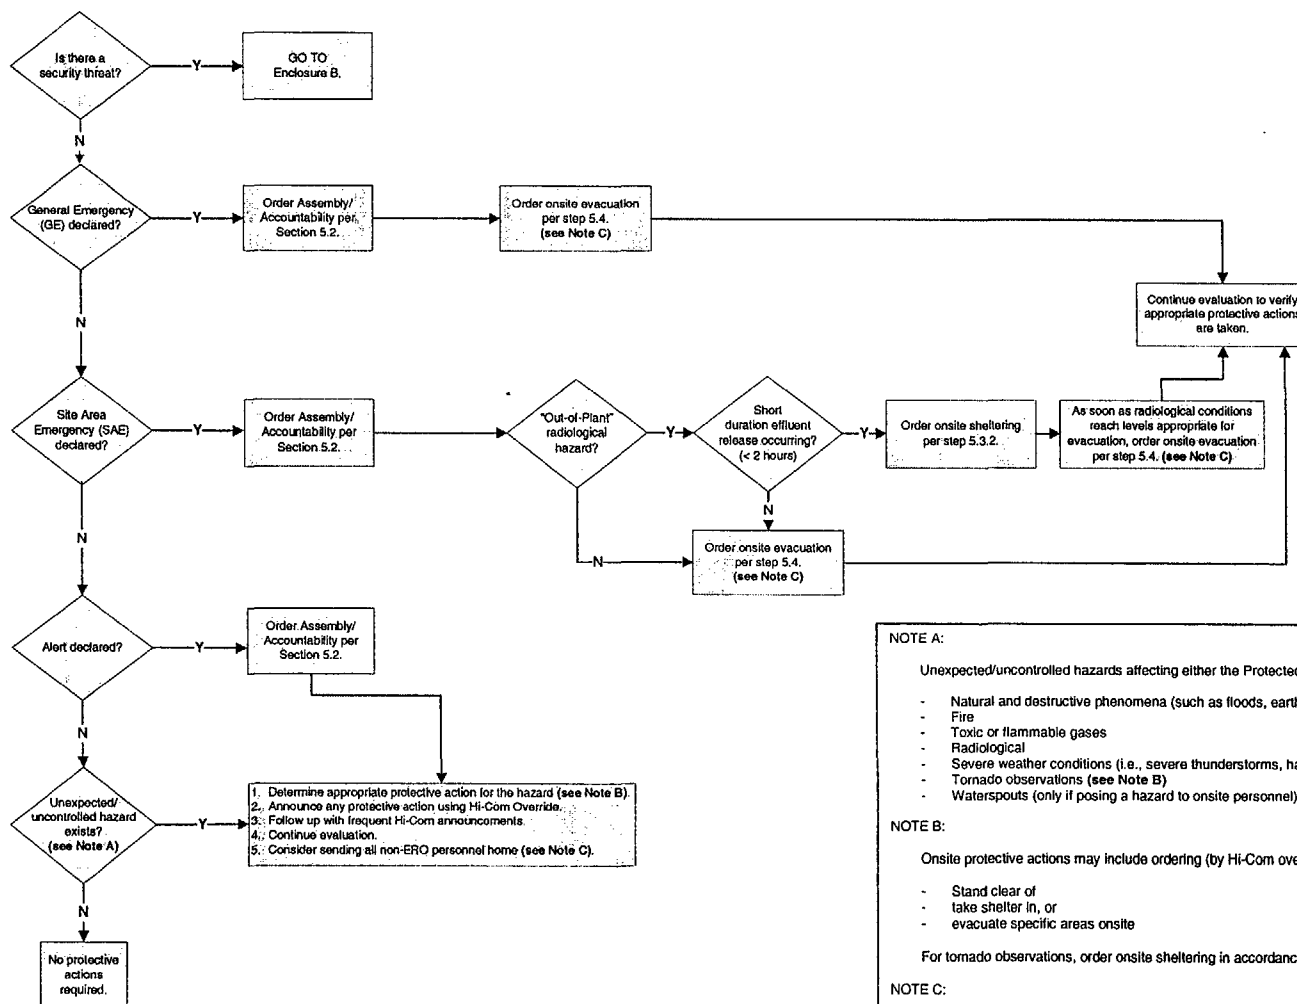 Is there a
security threat?
Y
GO TO
Enclosure B.
N
General Emergency
(GE) declared?
Y
Order Assembly/
Accountability per
Section 5.2.
Order onsite evacuation
per step 5.4.
(see Note C)
Continue evaluation to verify
appropriate protective actions
are taken.
N
Site Area
Emergency (SAE)
declared?
Y
Order Assembly/
Accountability per
Section 5.2.
"Out-of-Plant"
radiological
hazard?
Y
Short
duration effluent
release occurring?
(< 2 hours)
Y
Order onsite sheltering
per step 5.3.2.
As soon as radiological conditions
reach levels appropriate for
evacuation, order onsite evacuation
per step 5.4. (see Note C)
N
N
Order onsite evacuation
per step 5.4.
(see Note C)
N
Alert declared?
Y
Order Assembly/
Accountability per
Section 5.2.
N
Unexpected/
uncontrolled hazard
exists?
(see Note A)
Y
1. Determine appropriate protective action for the hazard (see Note B).
2. Announce any protective action using Hi-Com Override.
3. Follow up with frequent Hi-Com announcements.
4. Continue evaluation.
5. Consider sending all non-ERO personnel home (see Note C).
N
No protective
actions
required.
NOTE A:
Unexpected/uncontrolled hazards affecting either the Protected
- Natural and destructive phenomena (such as floods, eart
- Fire
- Toxic or flammable gases
- Radiological
- Severe weather conditions (i.e., severe thunderstorms, ha
- Tornado observations (see Note B)
- Waterspouts (only if posing a hazard to onsite personnel)
NOTE B:
Onsite protective actions may include ordering (by Hi-Com ove
- Stand clear of
- take shelter in, or
- evacuate specific areas onsite
For tornado observations, order onsite sheltering in accordanc
NOTE C: